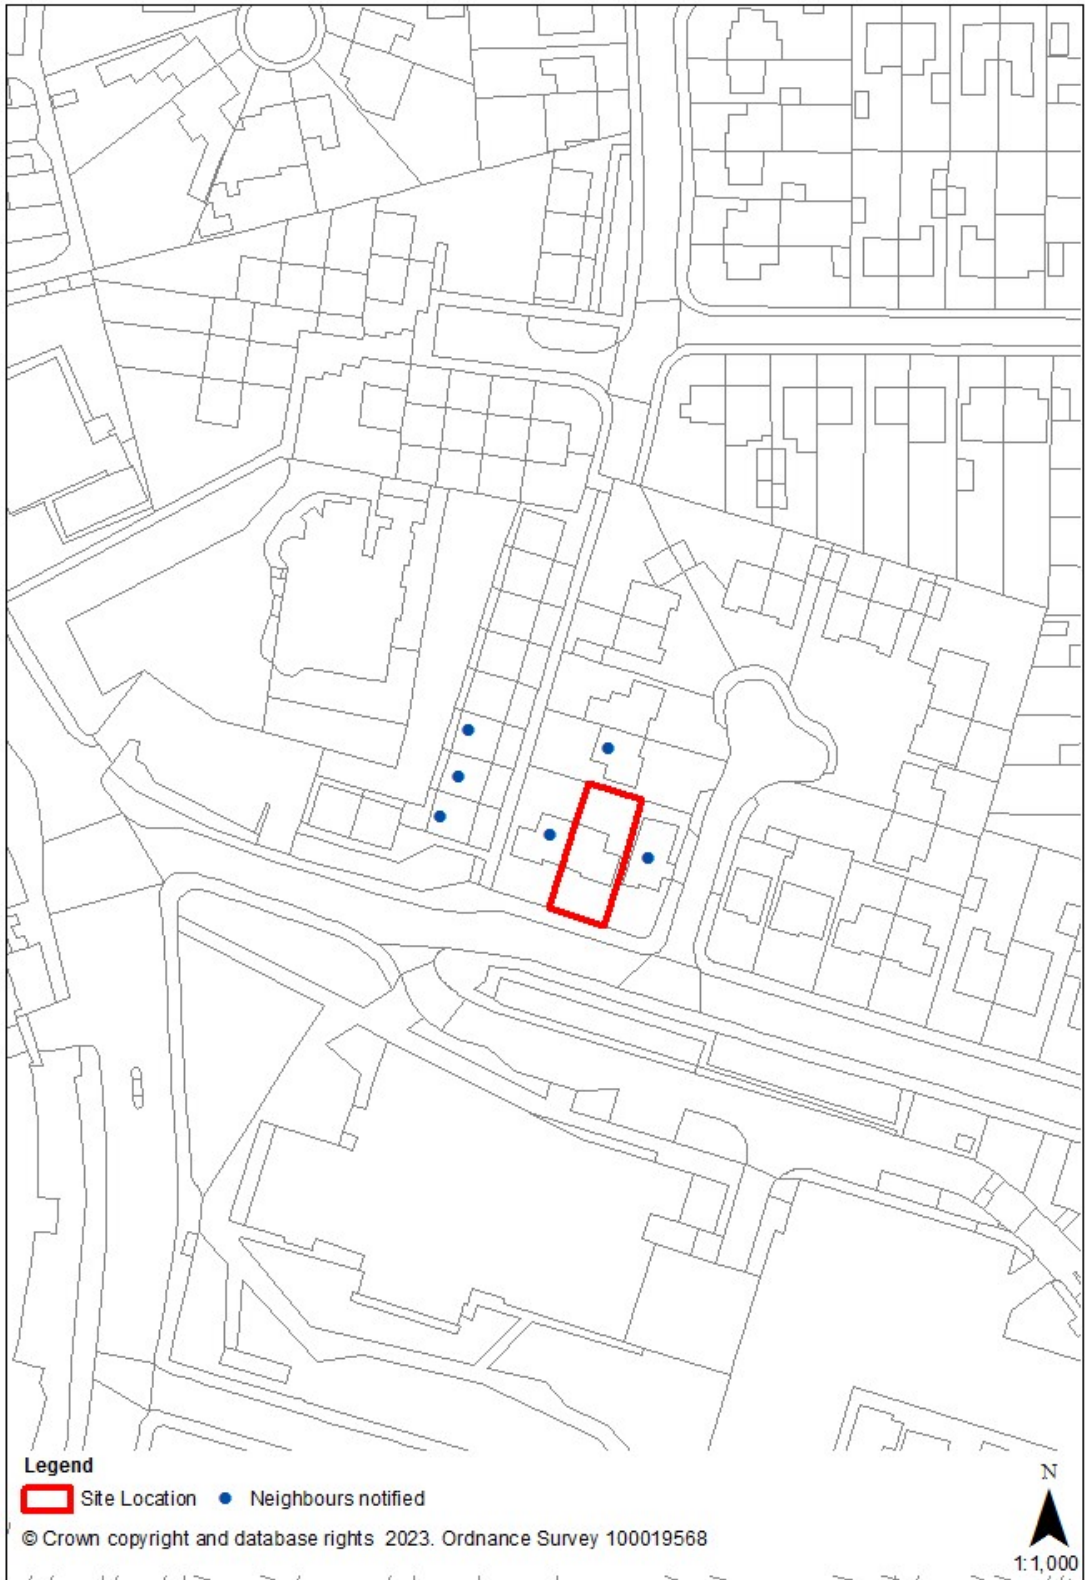 Legend
Site Location
Neighbours notified
© Crown copyright and database rights 2023. Ordnance Survey 100019568
N
1:1,000